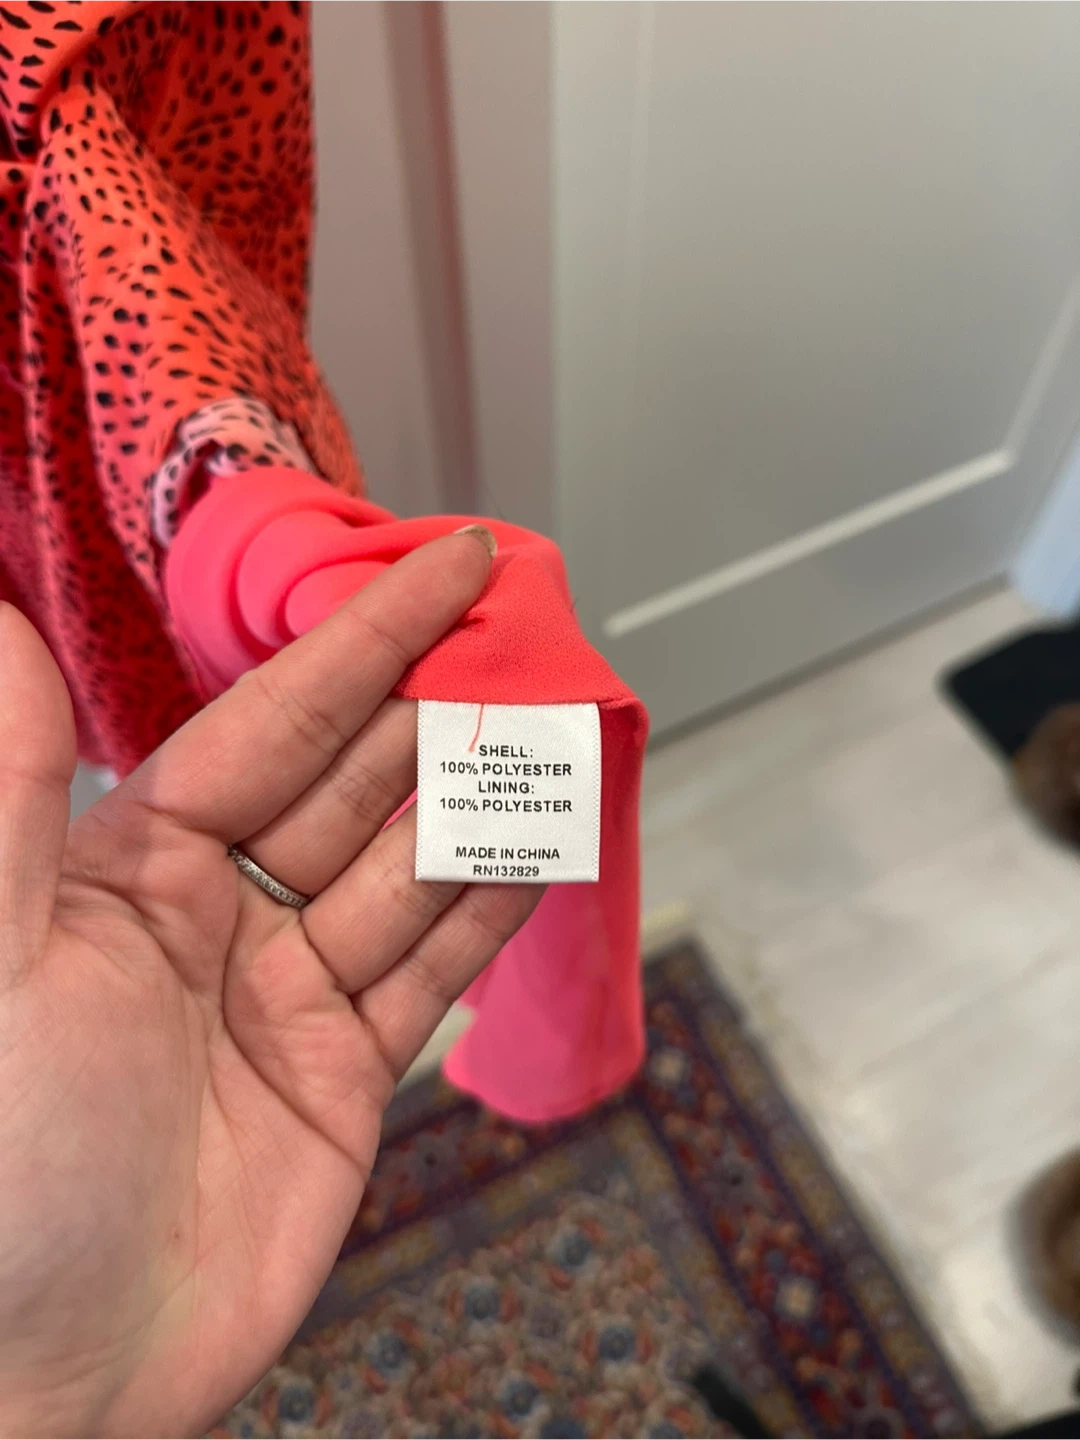 SHELL:
100% POLYESTER
LINING:
100% POLYESTER
MADE IN CHINA
RN132829